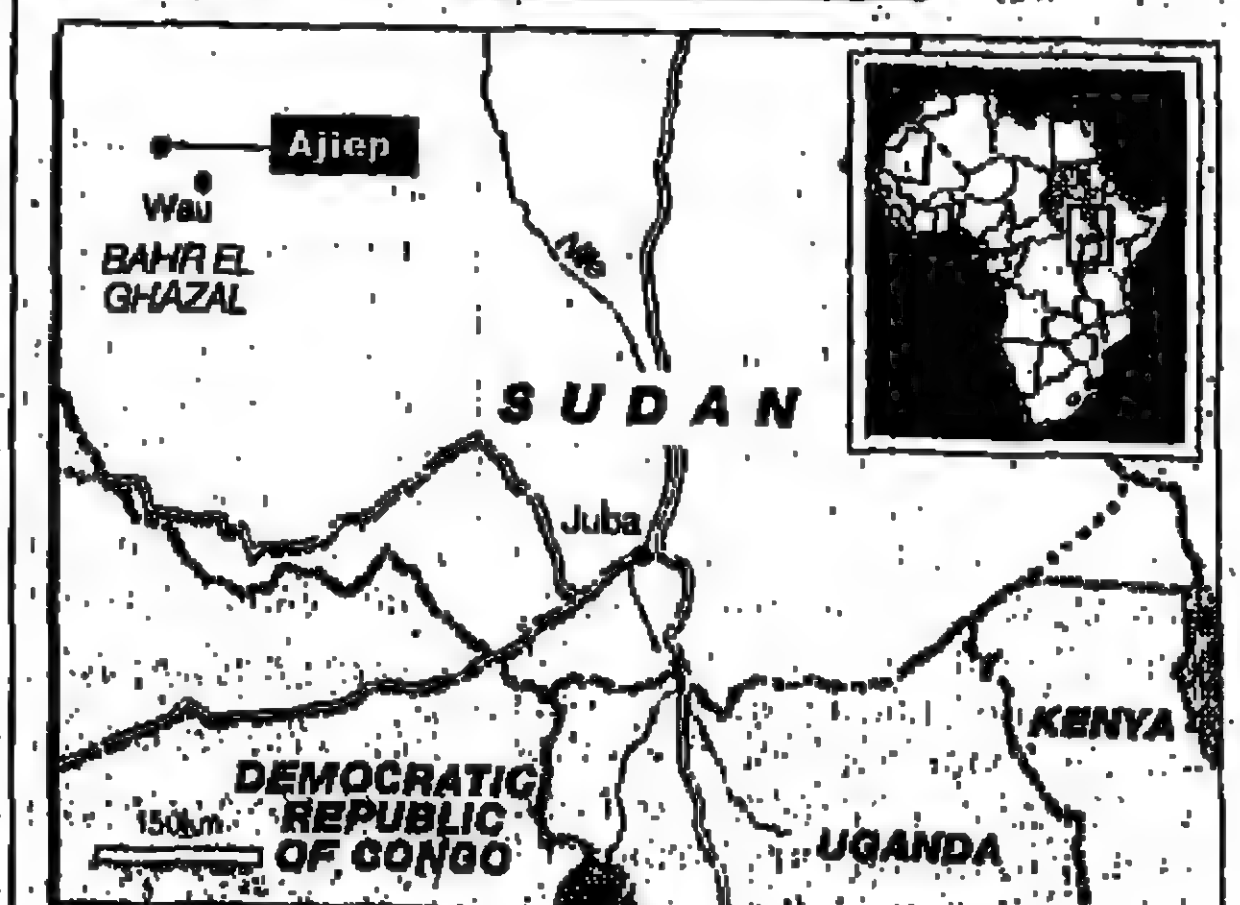 Ajiep
Wau
BAHR EL
GHAZAL
Nile
SUDAN
Juba
KENYA
DEMOCRATIC
REPUBLIC
OF CONGO
150km
UGANDA